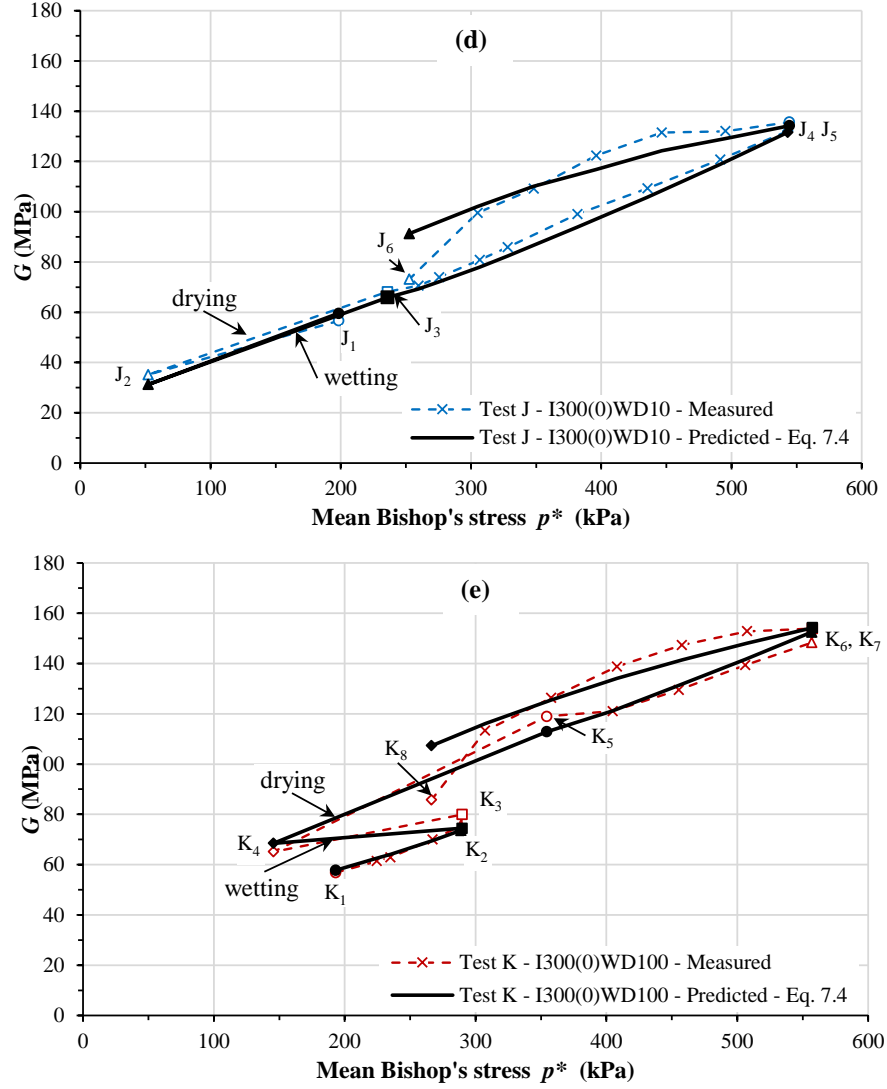 (d)
180
160
140
120
100
80
60
40
20
0
G (MPa)
J4 J5
J6
drying
J3
J1
J2
wetting
Test J - I300(0)WD10 - Measured
Test J - I300(0)WD10 - Predicted - Eq. 7.4
0 100 200 300 400 500 600
Mean Bishop's stress p* (kPa)
(e)
180
160
140
120
100
80
60
40
20
0
G (MPa)
K6, K7
K5
K8
drying
K3
K4
K2
wetting
K1
Test K - I300(0)WD100 - Measured
Test K - I300(0)WD100 - Predicted - Eq. 7.4
0 100 200 300 400 500 600
Mean Bishop's stress p* (kPa)